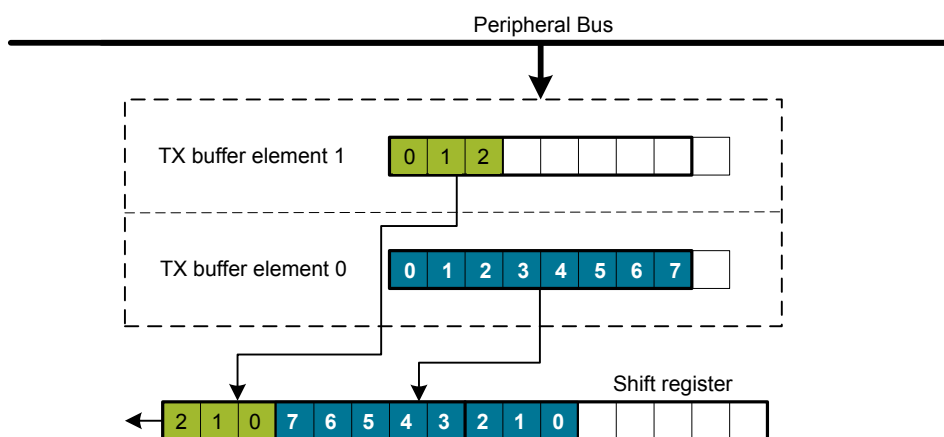 Peripheral Bus
TX buffer element 1
0 1 2
TX buffer element 0
0 1 2 3 4 5 6 7
Shift register
2 1 0 7 6 5 4 3 2 1 0